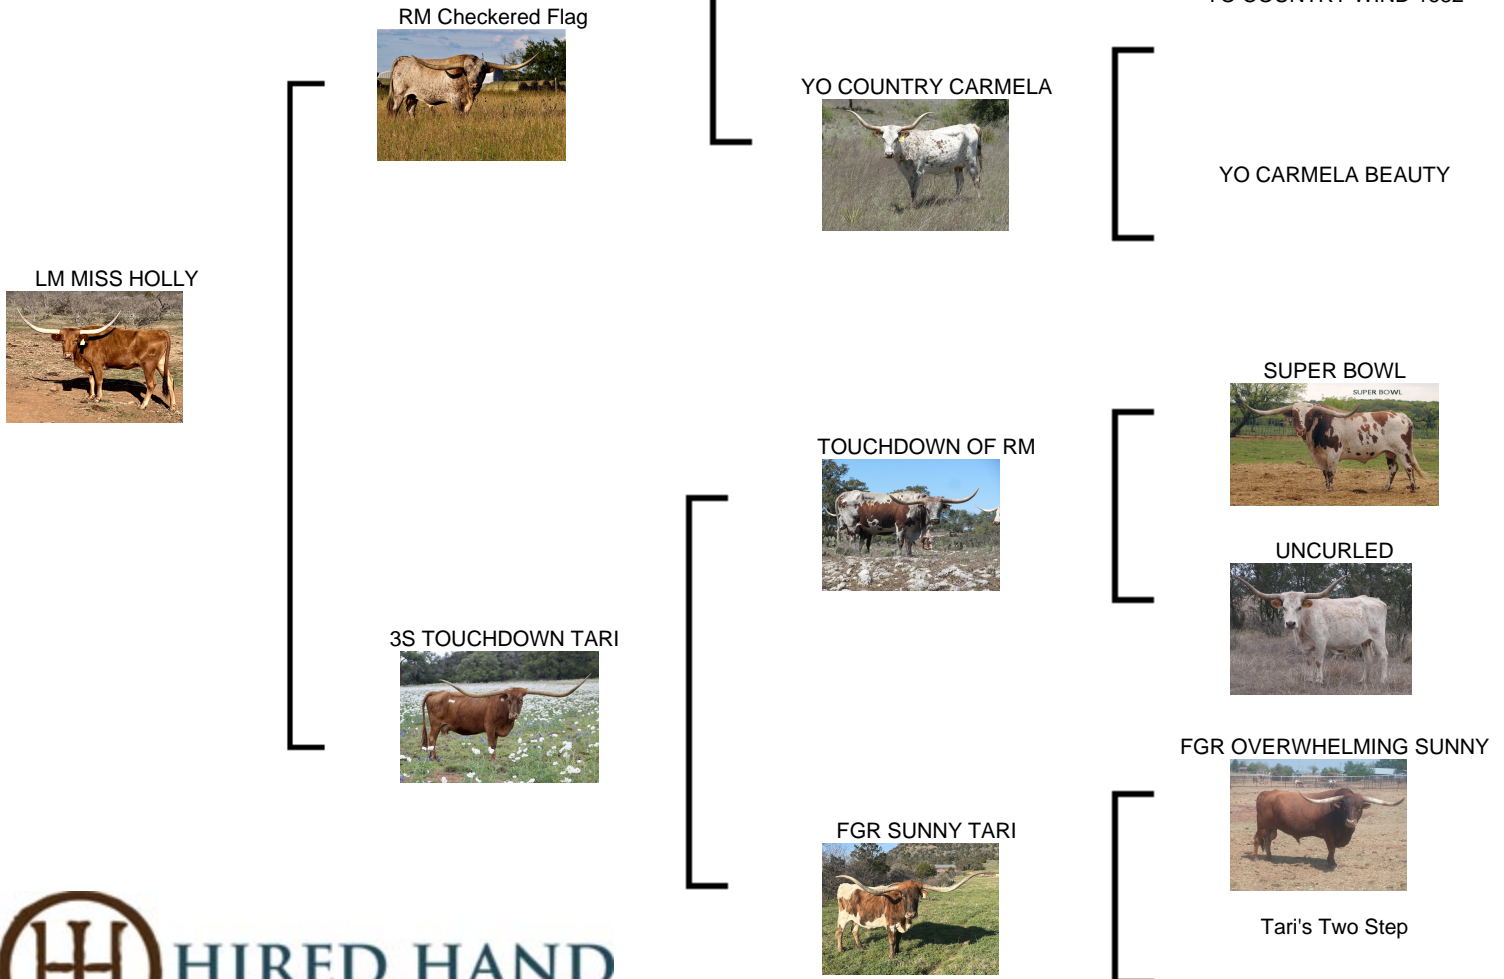 RM Checkered Flag
YO COUNTRY CARMELA
YO CARMELA BEAUTY
LM MISS HOLLY
SUPER BOWL
SUPER BOWL
TOUCHDOWN OF RM
UNCURLED
3S TOUCHDOWN TARI
FGR OVERWHELMING SUNNY
FGR SUNNY TARI
Tari's Two Step
HIRED HAND